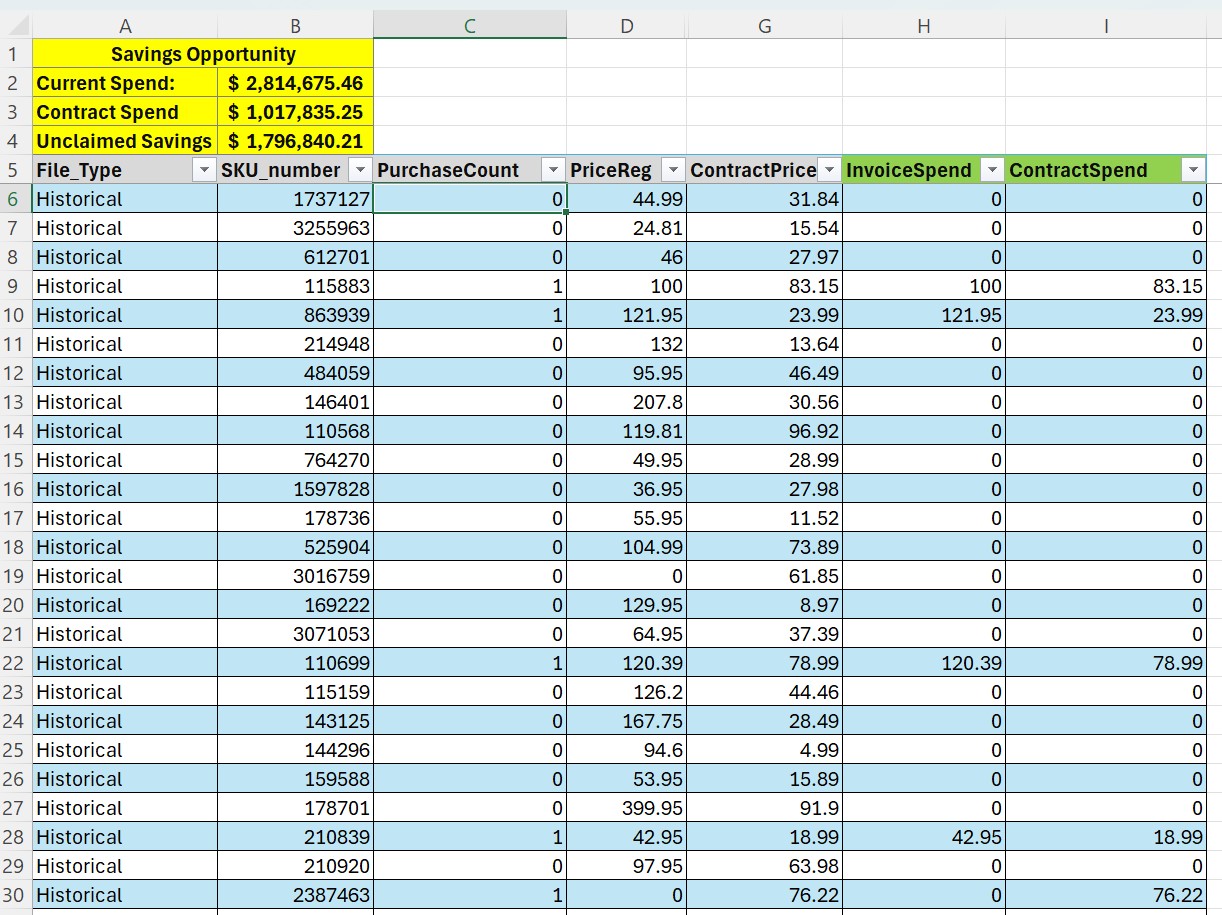 A B C D G H I
1 Savings Opportunity
2 Current Spend: $ 2,814,675.46
3 Contract Spend $ 1,017,835.25
4 Unclaimed Savings $ 1,796,840.21
5 File_Type SKU_number PurchaseCount PriceReg ContractPrice InvoiceSpend ContractSpend
6 Historical 1737127 0 44.99 31.84 0 0
7 Historical 3255963 0 24.81 15.54 0 0
8 Historical 612701 0 46 27.97 0 0
9 Historical 115883 1 100 83.15 100 83.15
10 Historical 863939 1 121.95 23.99 121.95 23.99
11 Historical 214948 0 132 13.64 0 0
12 Historical 484059 0 95.95 46.49 0 0
13 Historical 146401 0 207.8 30.56 0 0
14 Historical 110568 0 119.81 96.92 0 0
15 Historical 764270 0 49.95 28.99 0 0
16 Historical 1597828 0 36.95 27.98 0 0
17 Historical 178736 0 55.95 11.52 0 0
18 Historical 525904 0 104.99 73.89 0 0
19 Historical 3016759 0 0 61.85 0 0
20 Historical 169222 0 129.95 8.97 0 0
21 Historical 3071053 0 64.95 37.39 0 0
22 Historical 110699 1 120.39 78.99 120.39 78.99
23 Historical 115159 0 126.2 44.46 0 0
24 Historical 143125 0 167.75 28.49 0 0
25 Historical 144296 0 94.6 4.99 0 0
26 Historical 159588 0 53.95 15.89 0 0
27 Historical 178701 0 399.95 91.9 0 0
28 Historical 210839 1 42.95 18.99 42.95 18.99
29 Historical 210920 0 97.95 63.98 0 0
30 Historical 2387463 1 0 76.22 0 76.22